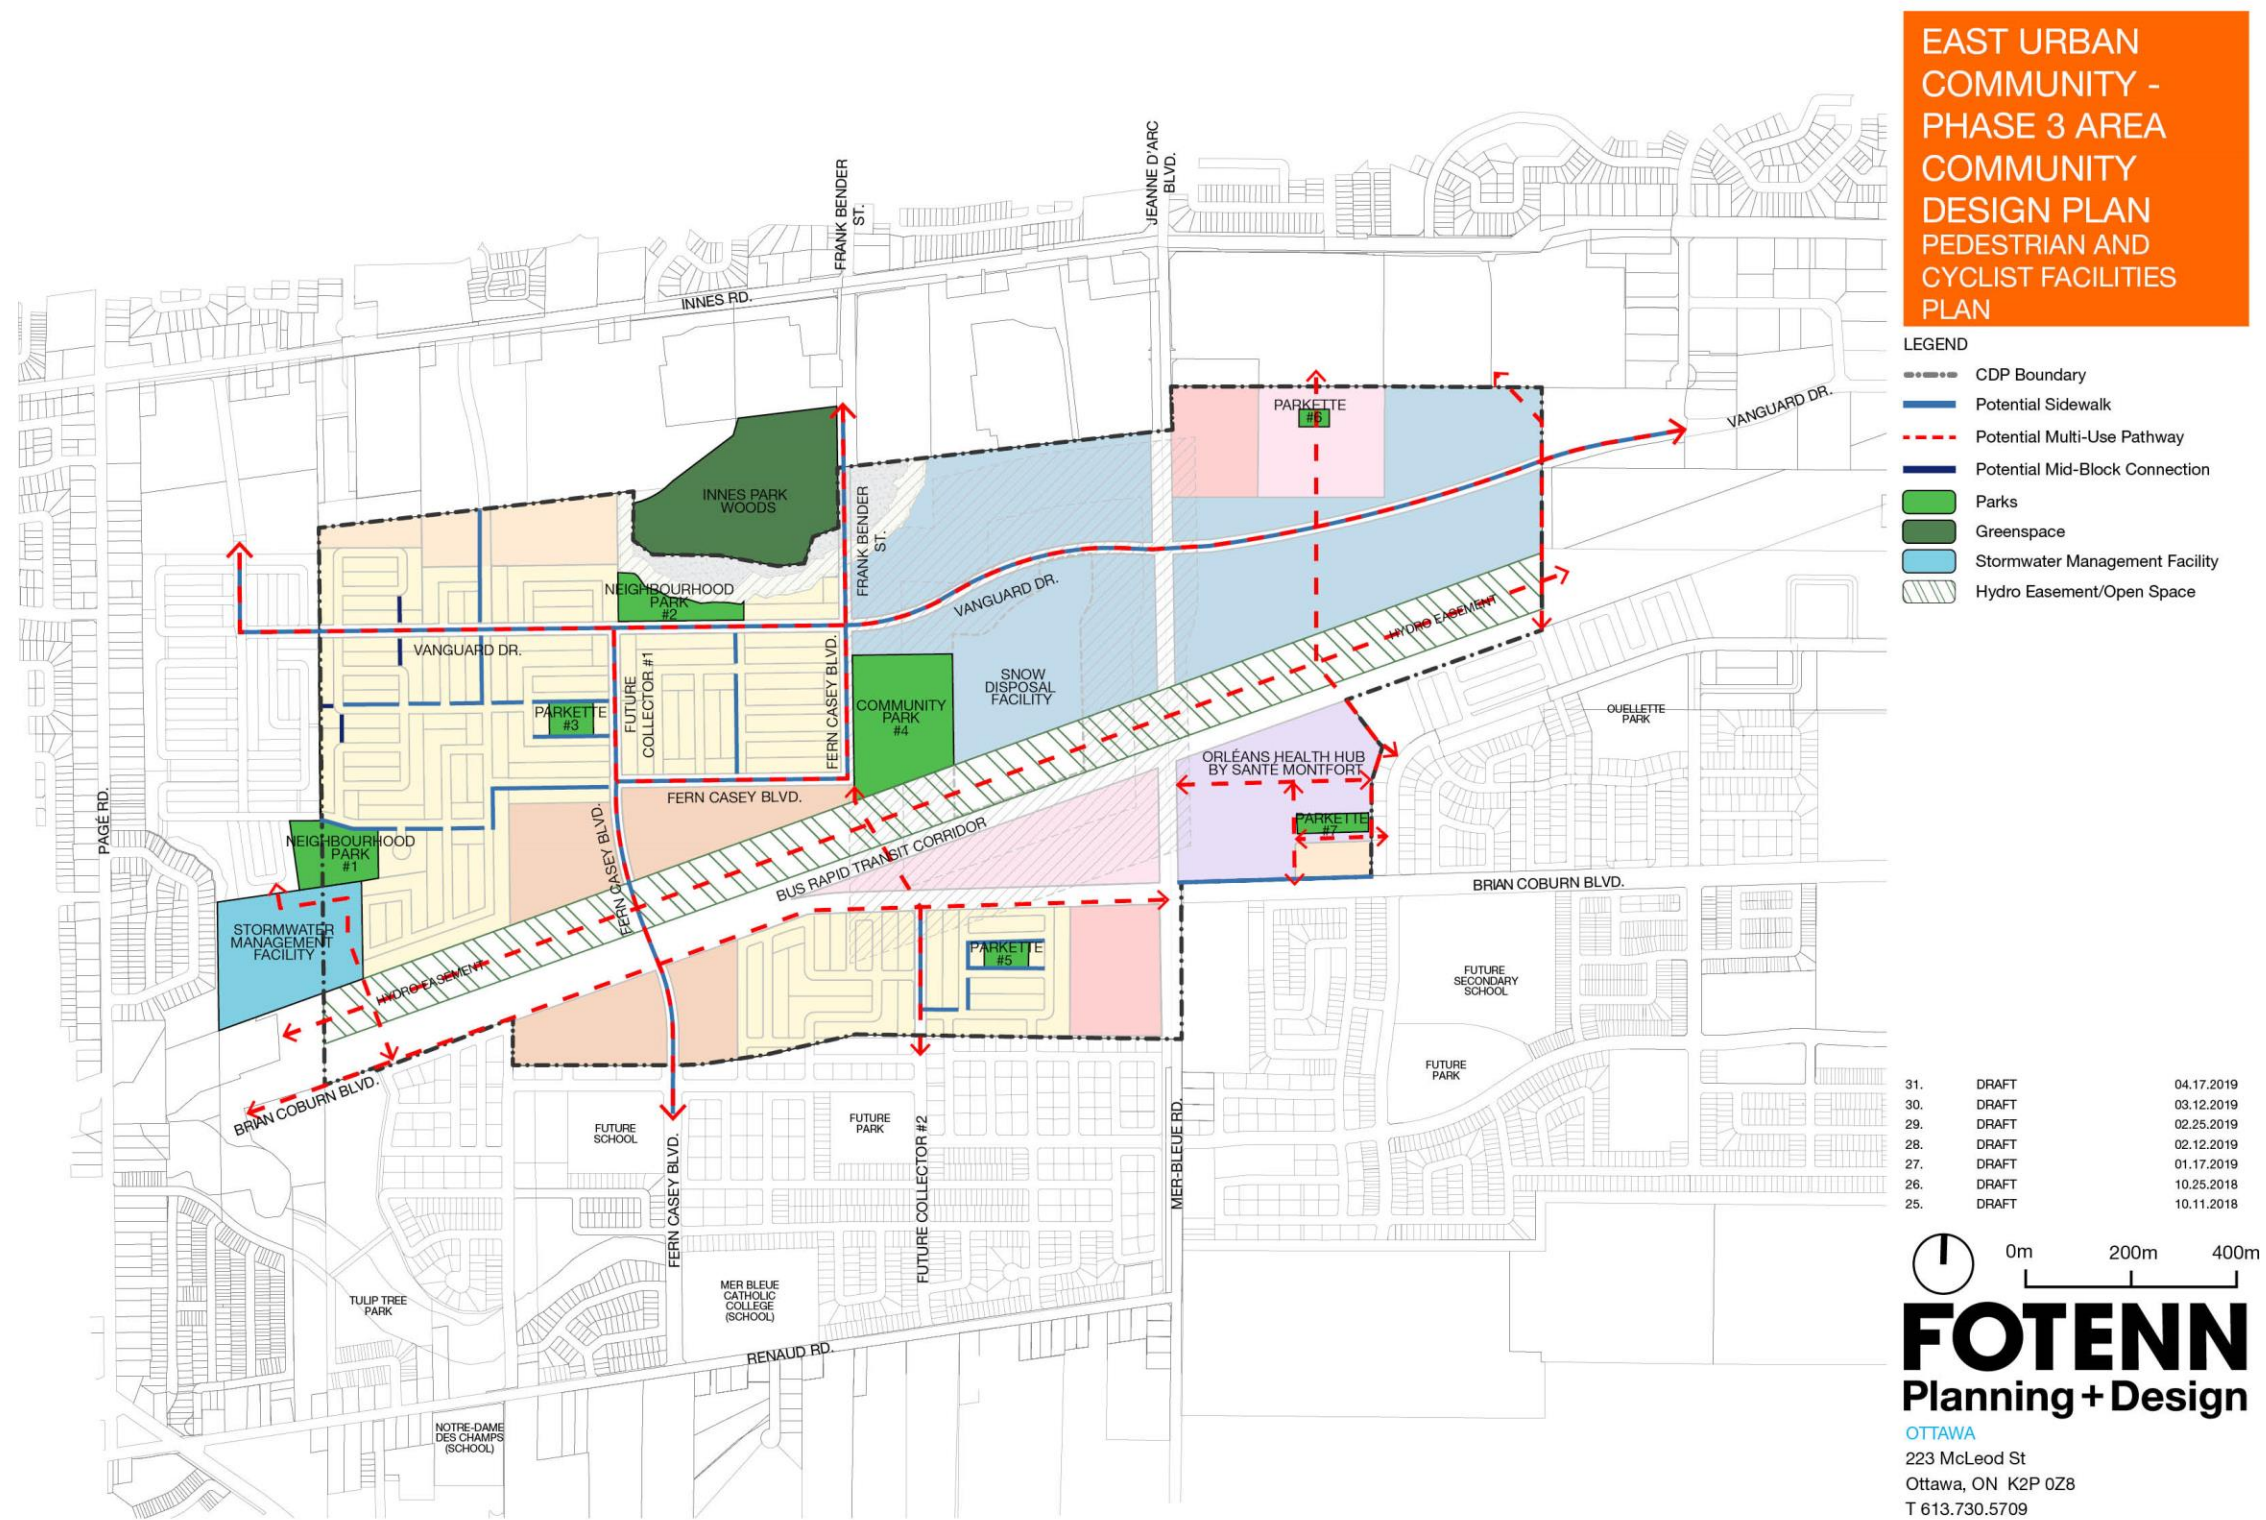 EAST URBAN
COMMUNITY -
PHASE 3 AREA
COMMUNITY
DESIGN PLAN
PEDESTRIAN AND
CYCLIST FACILITIES
PLAN
LEGEND
CDP Boundary
Potential Sidewalk
Potential Multi-Use Pathway
Potential Mid-Block Connection
Parks
Greenspace
Stormwater Management Facility
Hydro Easement/Open Space
FRANK BENDER
ST.
JEANNE D'ARC
BLVD.
INNES RD.
VANGUARD DR.
PARKETTE
#6
INNES PARK
WOODS
FRANK BENDER
ST.
NEIGHBOURHOOD
PARK
#2
VANGUARD DR.
HYDRO EASEMENT
VANGUARD DR.
FUTURE
COLLECTOR #1
FERN CASEY BLVD.
SNOW
DISPOSAL
FACILITY
COMMUNITY
PARK
#4
PARKETTE
#3
OUELLETTE
PARK
ORLÉANS HEALTH HUB
BY SANTÉ MONTFORT
FERN CASEY BLVD.
PAGÉ RD.
FERN CASEY BLVD.
PARKETTE
#7
NEIGHBOURHOOD
PARK
#1
BUS RAPID TRANSIT CORRIDOR
BRIAN COBURN BLVD.
STORMWATER
MANAGEMENT
FACILITY
HYDRO EASEMENT
PARKETTE
#5
FUTURE
SECONDARY
SCHOOL
FUTURE
PARK
BRIAN COBURN BLVD.
FUTURE
SCHOOL
FUTURE
PARK
FERN CASEY BLVD.
FUTURE COLLECTOR #2
MER-BLEUE RD.
TULIP TREE
PARK
MER BLEUE
CATHOLIC
COLLEGE
(SCHOOL)
RENAUD RD.
NOTRE-DAME
DES CHAMPS
(SCHOOL)
31. DRAFT 04.17.2019
30. DRAFT 03.12.2019
29. DRAFT 02.25.2019
28. DRAFT 02.12.2019
27. DRAFT 01.17.2019
26. DRAFT 10.25.2018
25. DRAFT 10.11.2018
0m 200m 400m
FOTENN
Planning+Design
OTTAWA
223 McLeod St
Ottawa, ON K2P 0Z8
T 613.730.5709